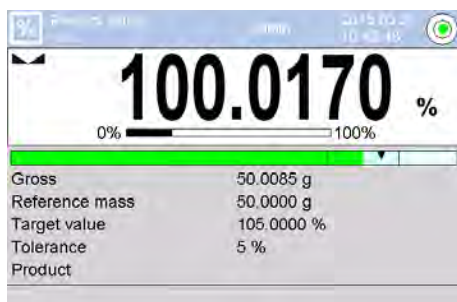 %
100.0170 %
0% 100%
Gross 50.0085 g
Reference mass 50.0000 g
Target value 105.0000 %
Tolerance 5 %
Product